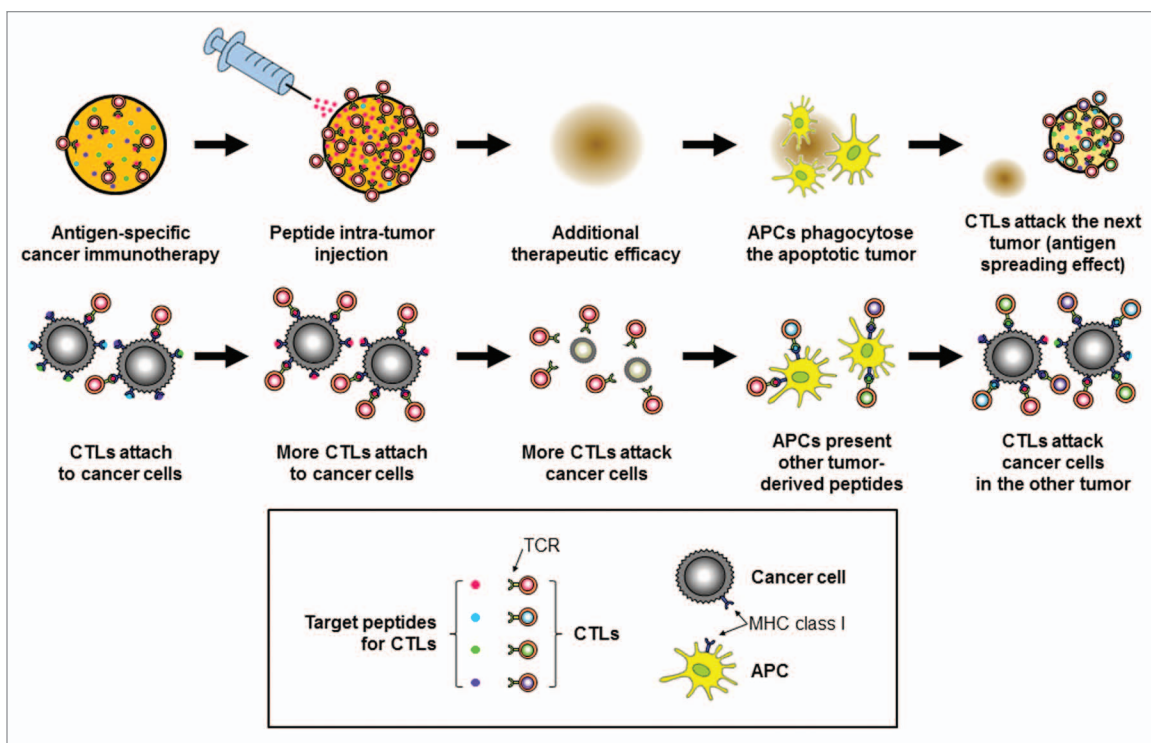 Antigen-specific
cancer immunotherapy
Peptide intra-tumor
injection
Additional
therapeutic efficacy
APCs phagocytose
the apoptotic tumor
CTLs attack the next
tumor (antigen
spreading effect)
CTLs attach
to cancer cells
More CTLs attach
to cancer cells
More CTLs attack
cancer cells
APCs present
other tumor-
derived peptides
CTLs attack
cancer cells
in the other tumor
TCR
Target peptides
for CTLs
CTLs
Cancer cell
MHC class I
APC